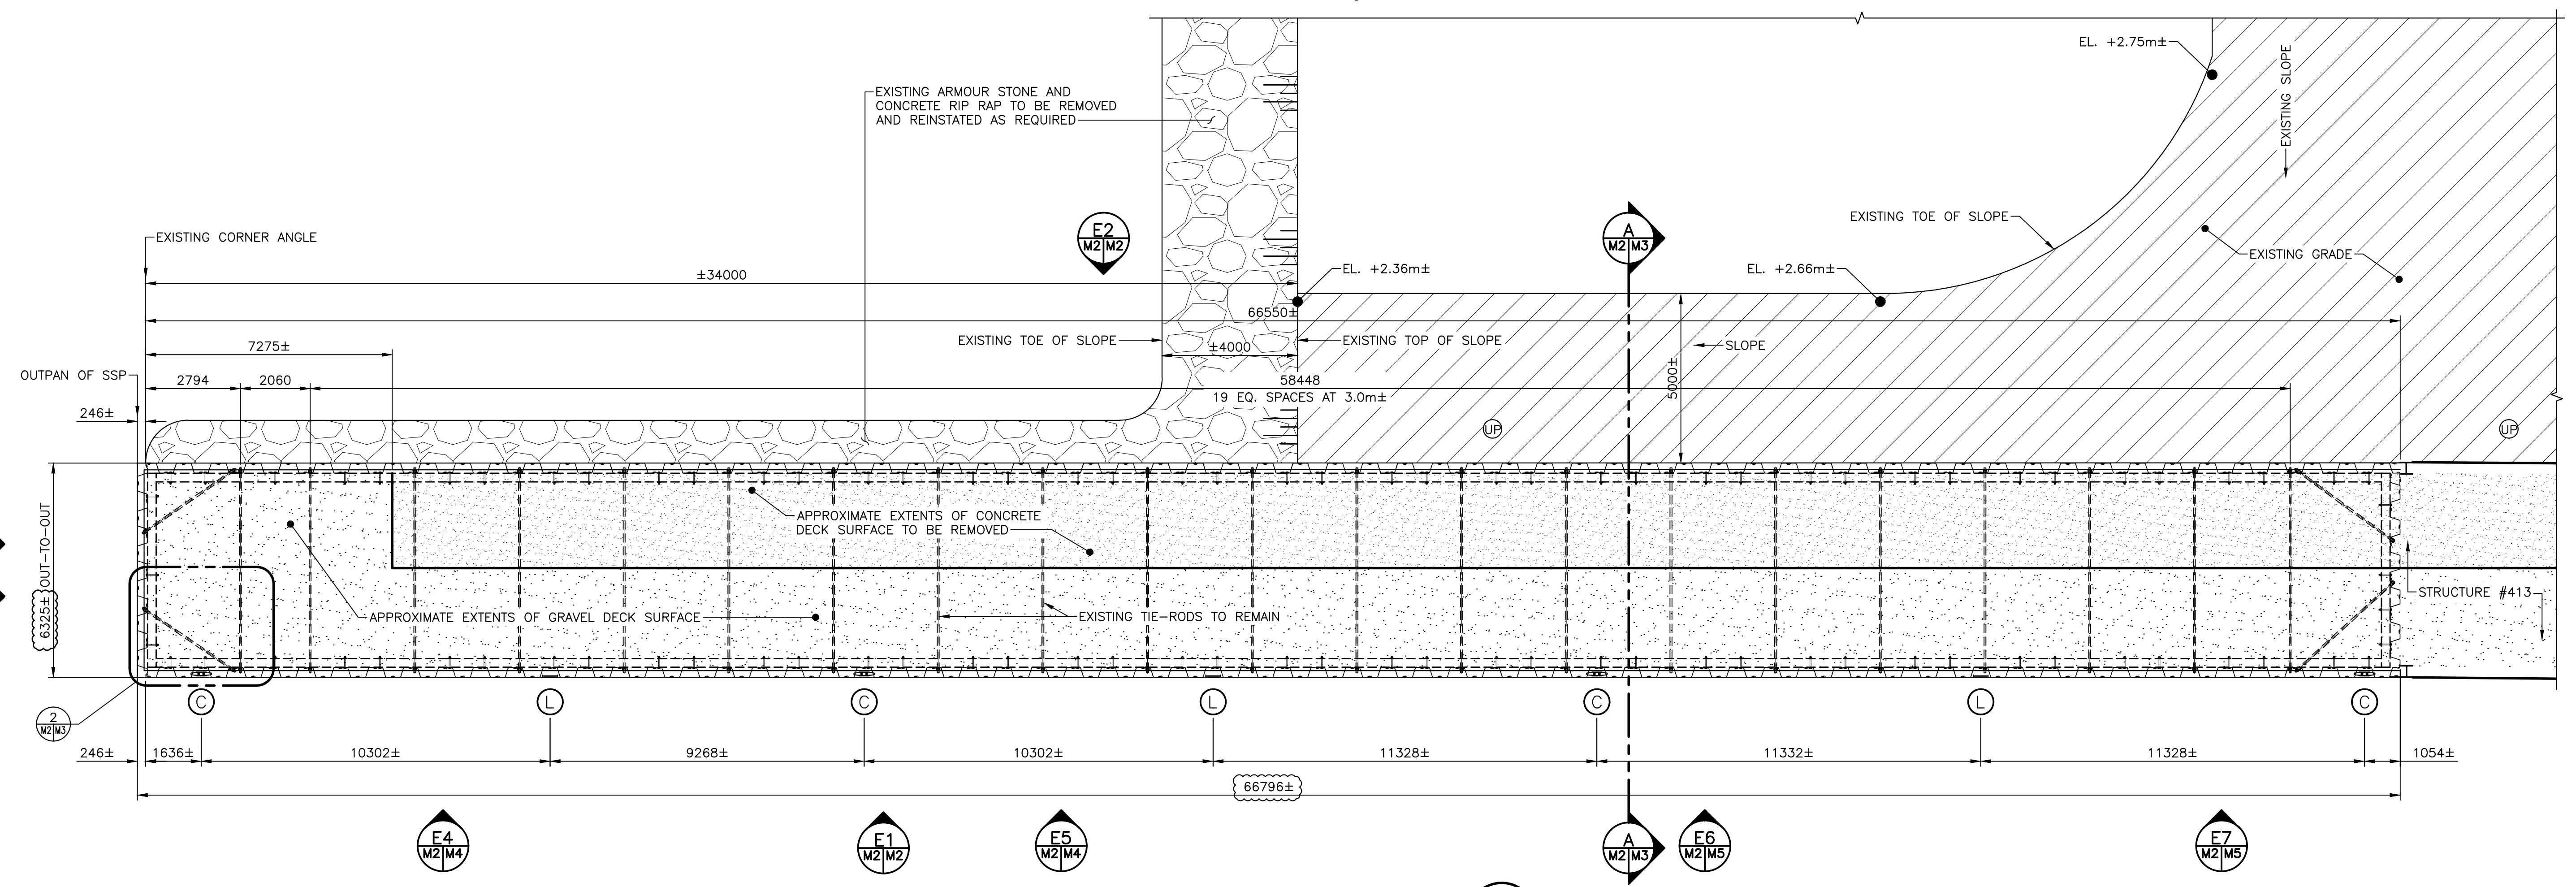 EL. +2.75m±
EXISTING SLOPE
EXISTING ARMOUR STONE AND
CONCRETE RIP RAP TO BE REMOVED
AND REINSTATED AS REQUIRED
EXISTING TOE OF SLOPE
E2
M2 M2
A
M2 M3
EXISTING CORNER ANGLE
EXISTING GRADE
±34000
EL. +2.36m±
EL. +2.66m±
66550±
EXISTING TOE OF SLOPE
±4000
EXISTING TOP OF SLOPE
SLOPE
7275±
5000±
OUTPAN OF SSP
2794
2060
58448
19 EQ. SPACES AT 3.0m±
246±
UP
UP
6325± OUT-TO-OUT
APPROXIMATE EXTENTS OF CONCRETE
DECK SURFACE TO BE REMOVED
STRUCTURE #413
APPROXIMATE EXTENTS OF GRAVEL DECK SURFACE
EXISTING TIE-RODS TO REMAIN
2
M2 M3
C
L
C
L
C
L
C
246±
1636±
10302±
9268±
10302±
11328±
11332±
11328±
1054±
66796±
E4
M2 M4
E1
M2 M2
E5
M2 M4
A
M2 M3
E6
M2 M5
E7
M2 M5